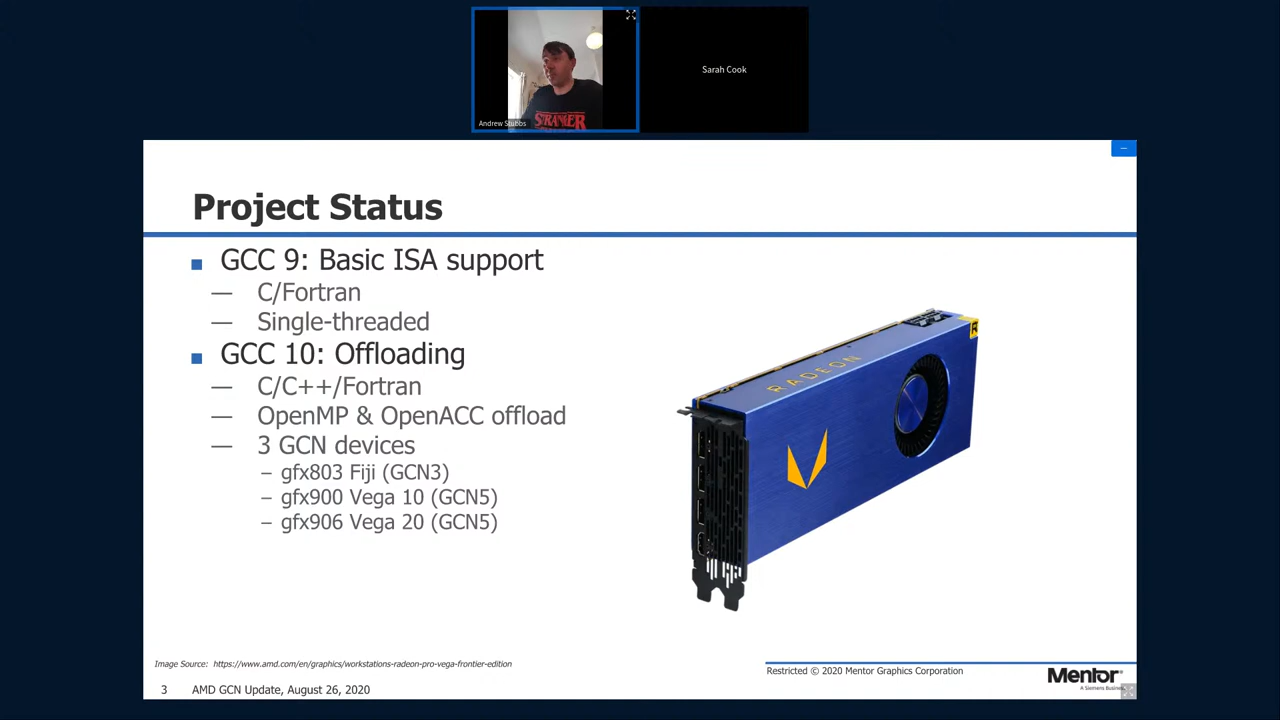 Sarah Cook
Andrew Stubbs
STRANGER
Project Status
GCC 9: Basic ISA support
— C/Fortran
— Single-threaded
GCC 10: Offloading
— C/C++/Fortran
— OpenMP & OpenACC offload
— 3 GCN devices
– gfx803 Fiji (GCN3)
– gfx900 Vega 10 (GCN5)
– gfx906 Vega 20 (GCN5)
RADEON
R
Image Source: https://www.amd.com/en/graphics/workstations-radeon-pro-vega-frontier-edition
Restricted © 2020 Mentor Graphics Corporation
Mentor®
A Siemens Business
3 AMD GCN Update, August 26, 2020